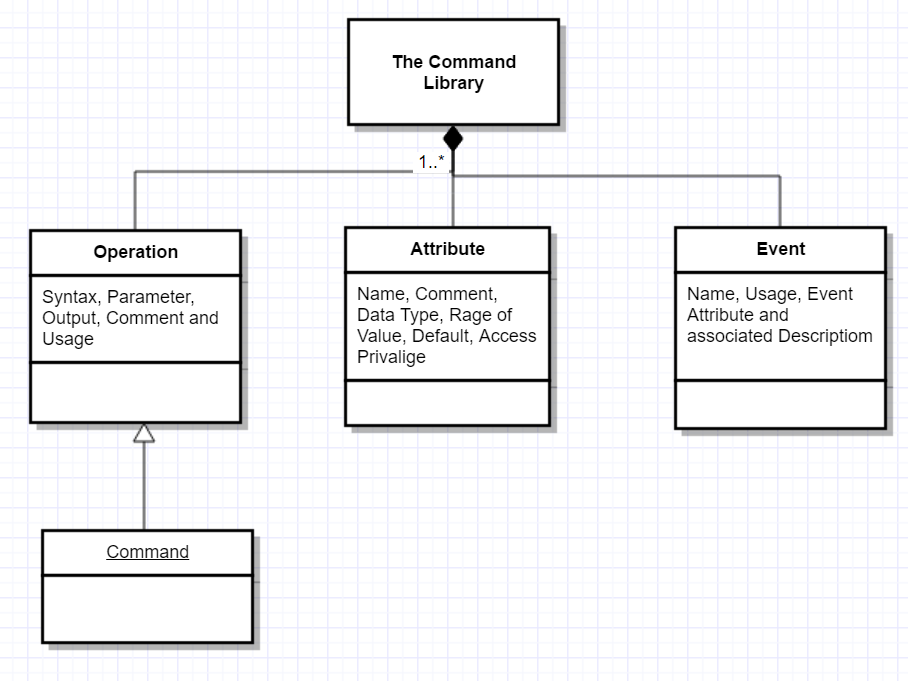 The Command
Library
1..*
Operation
Syntax, Parameter,
Output, Comment and
Usage
Attribute
Name, Comment,
Data Type, Rage of
Value, Default, Access
Privalige
Event
Name, Usage, Event
Attribute and
associated Descriptiom
Command